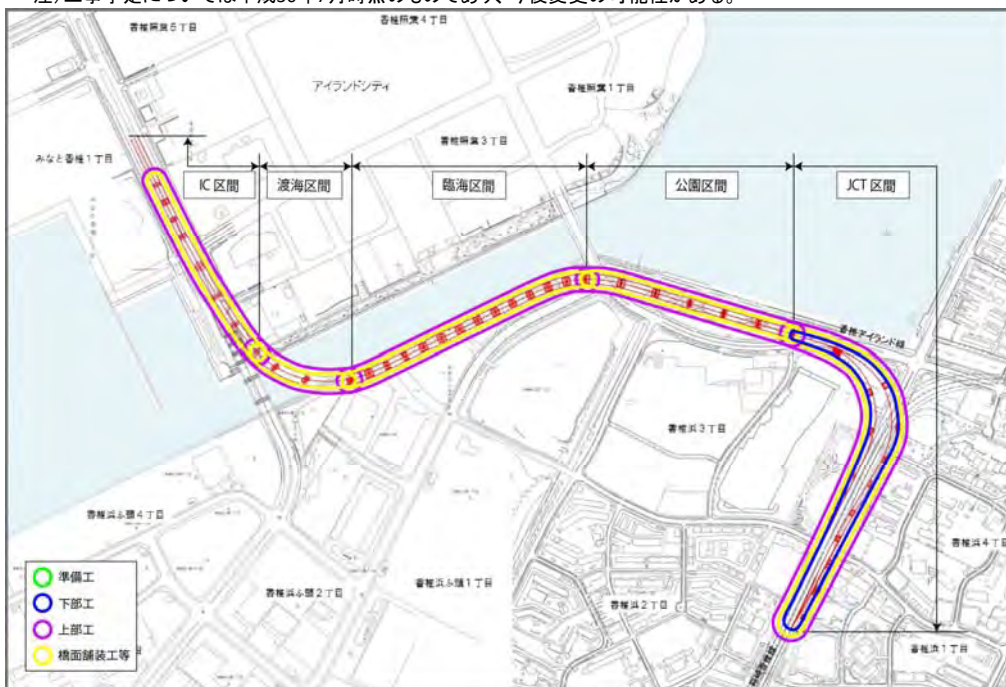 注)工事予定については平成30年7月時点のものであり、今後変更の可能性がある。
香椎照葉5丁目
香椎照葉4丁目
アイランドシティ
香椎照葉1丁目
香椎照葉3丁目
みなと香椎1丁目
IC区間
渡海区間
臨海区間
公園区間
JCT区間
香椎アイランド線
香椎浜3丁目
香椎浜ふ頭4丁目
香椎浜4丁目
準備工
下部工
上部工
橋面舗装工等
香椎浜ふ頭2丁目
香椎浜ふ頭1丁目
香椎浜2丁目
香椎浜1丁目